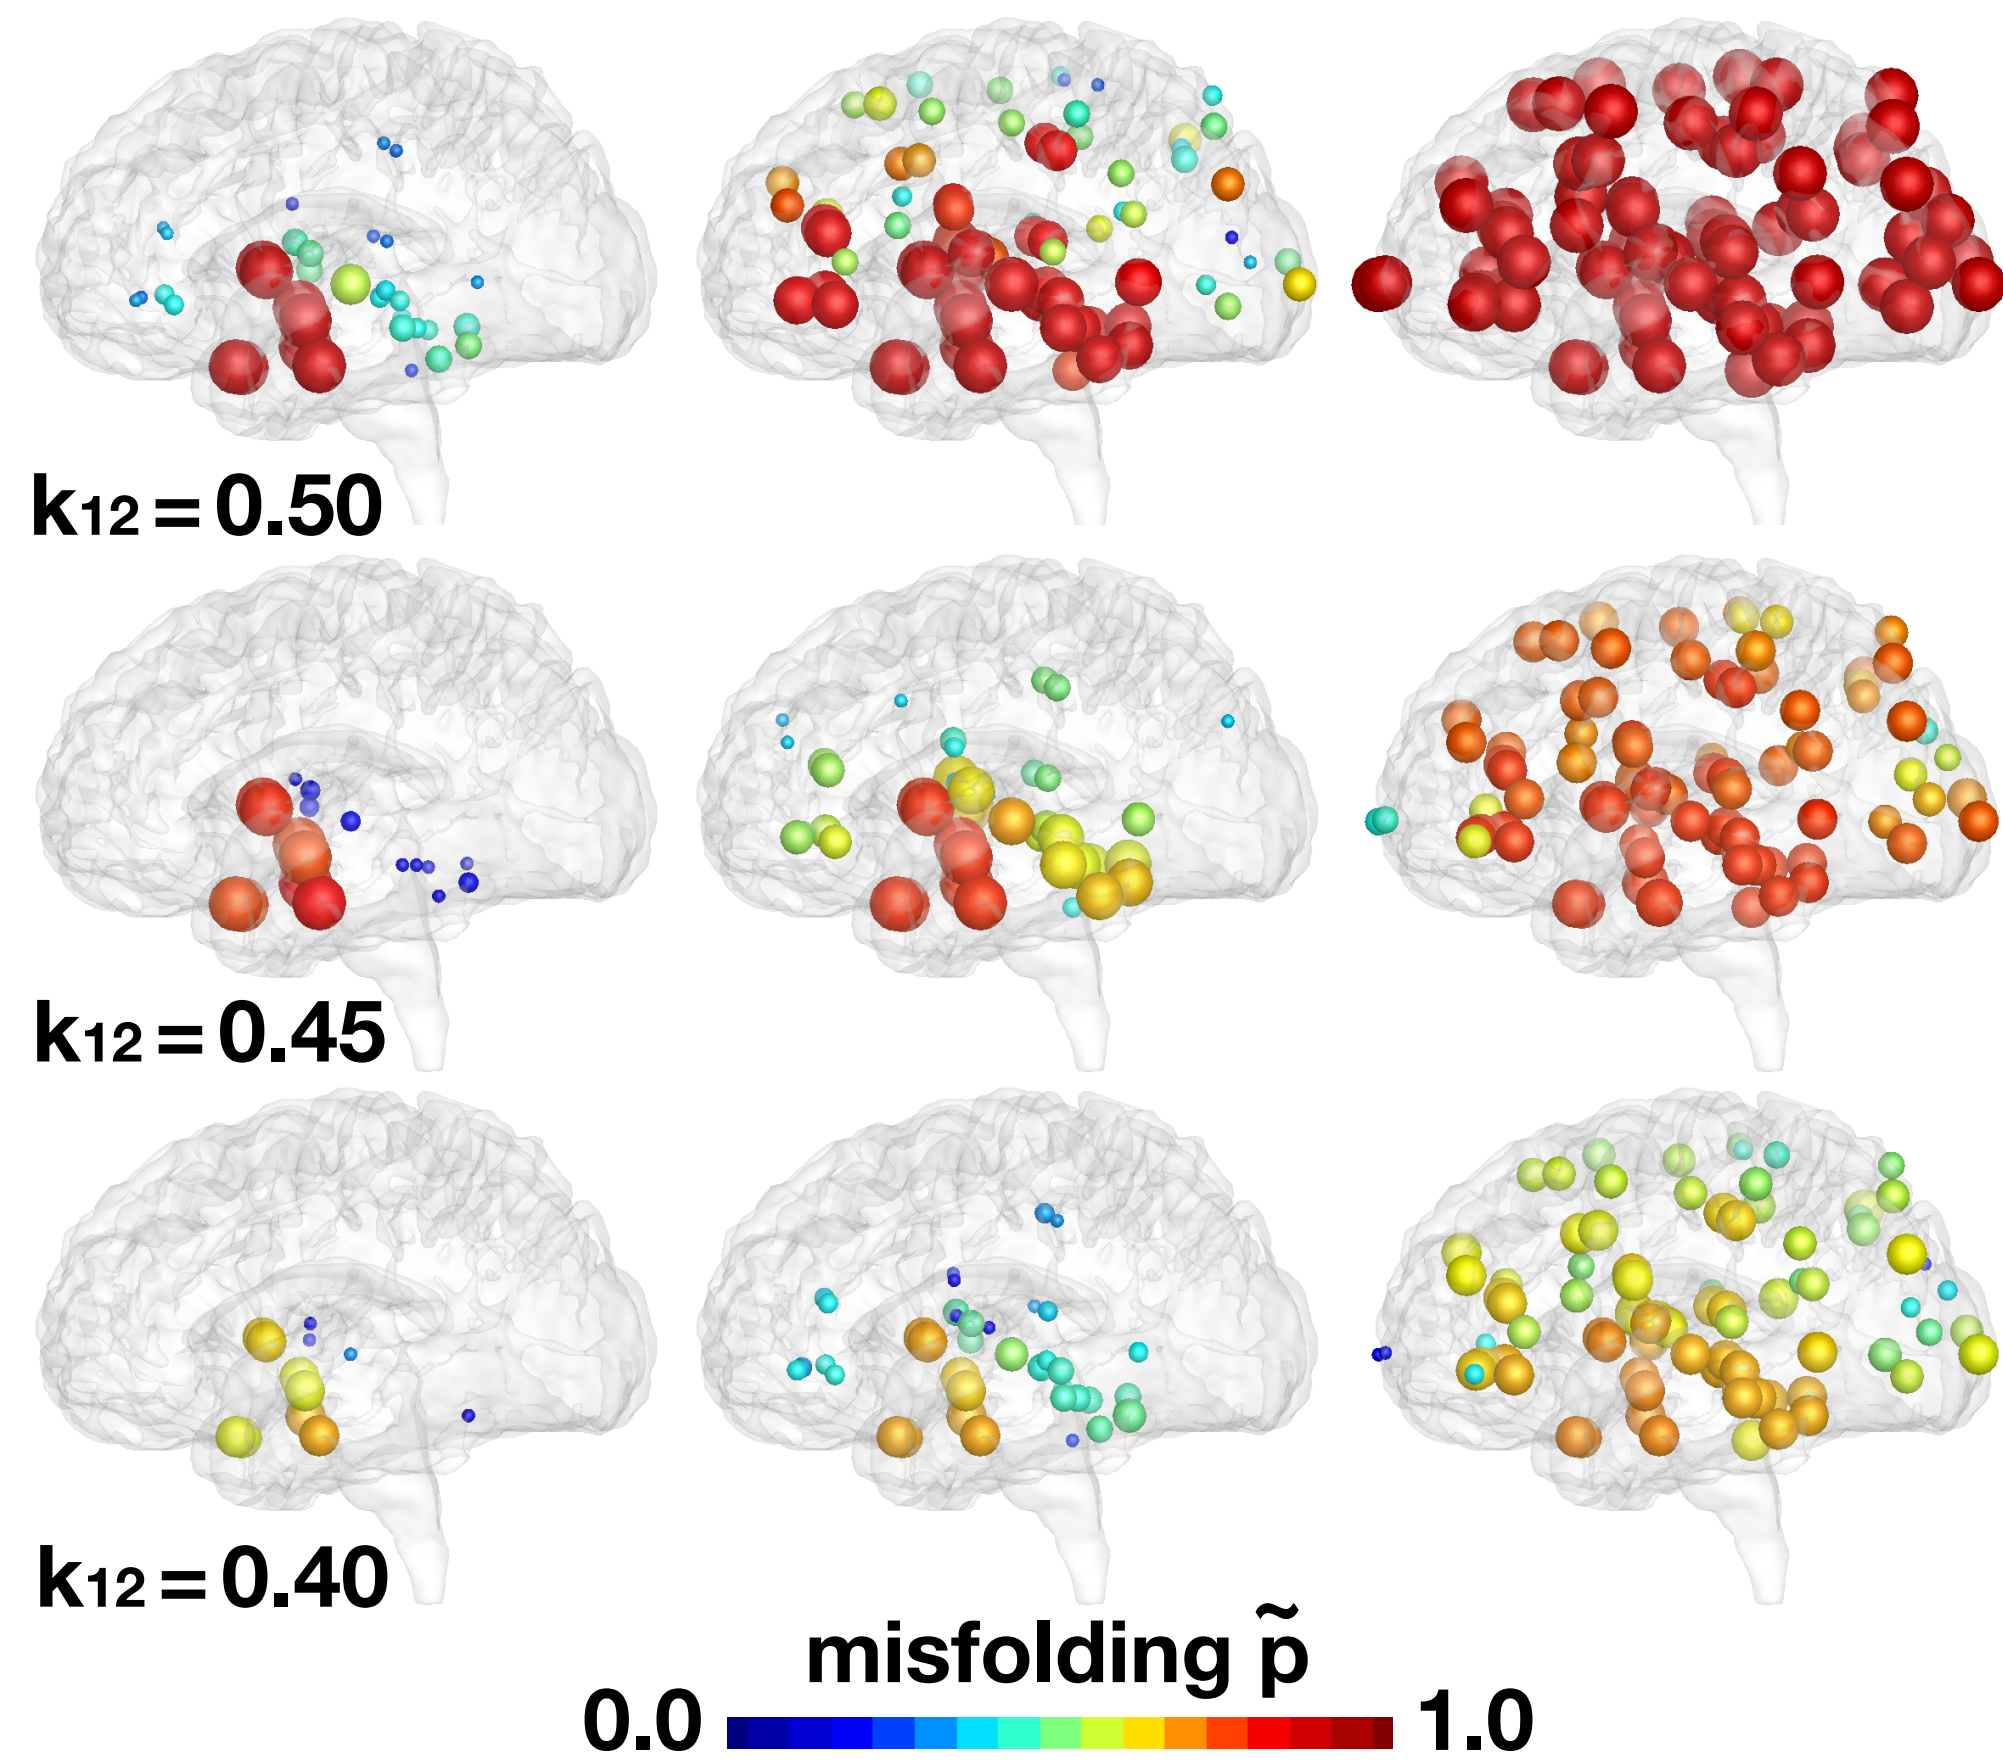 k₁₂ = 0.50
k₁₂ = 0.45
k₁₂ = 0.40
misfolding p̃
0.0 1.0